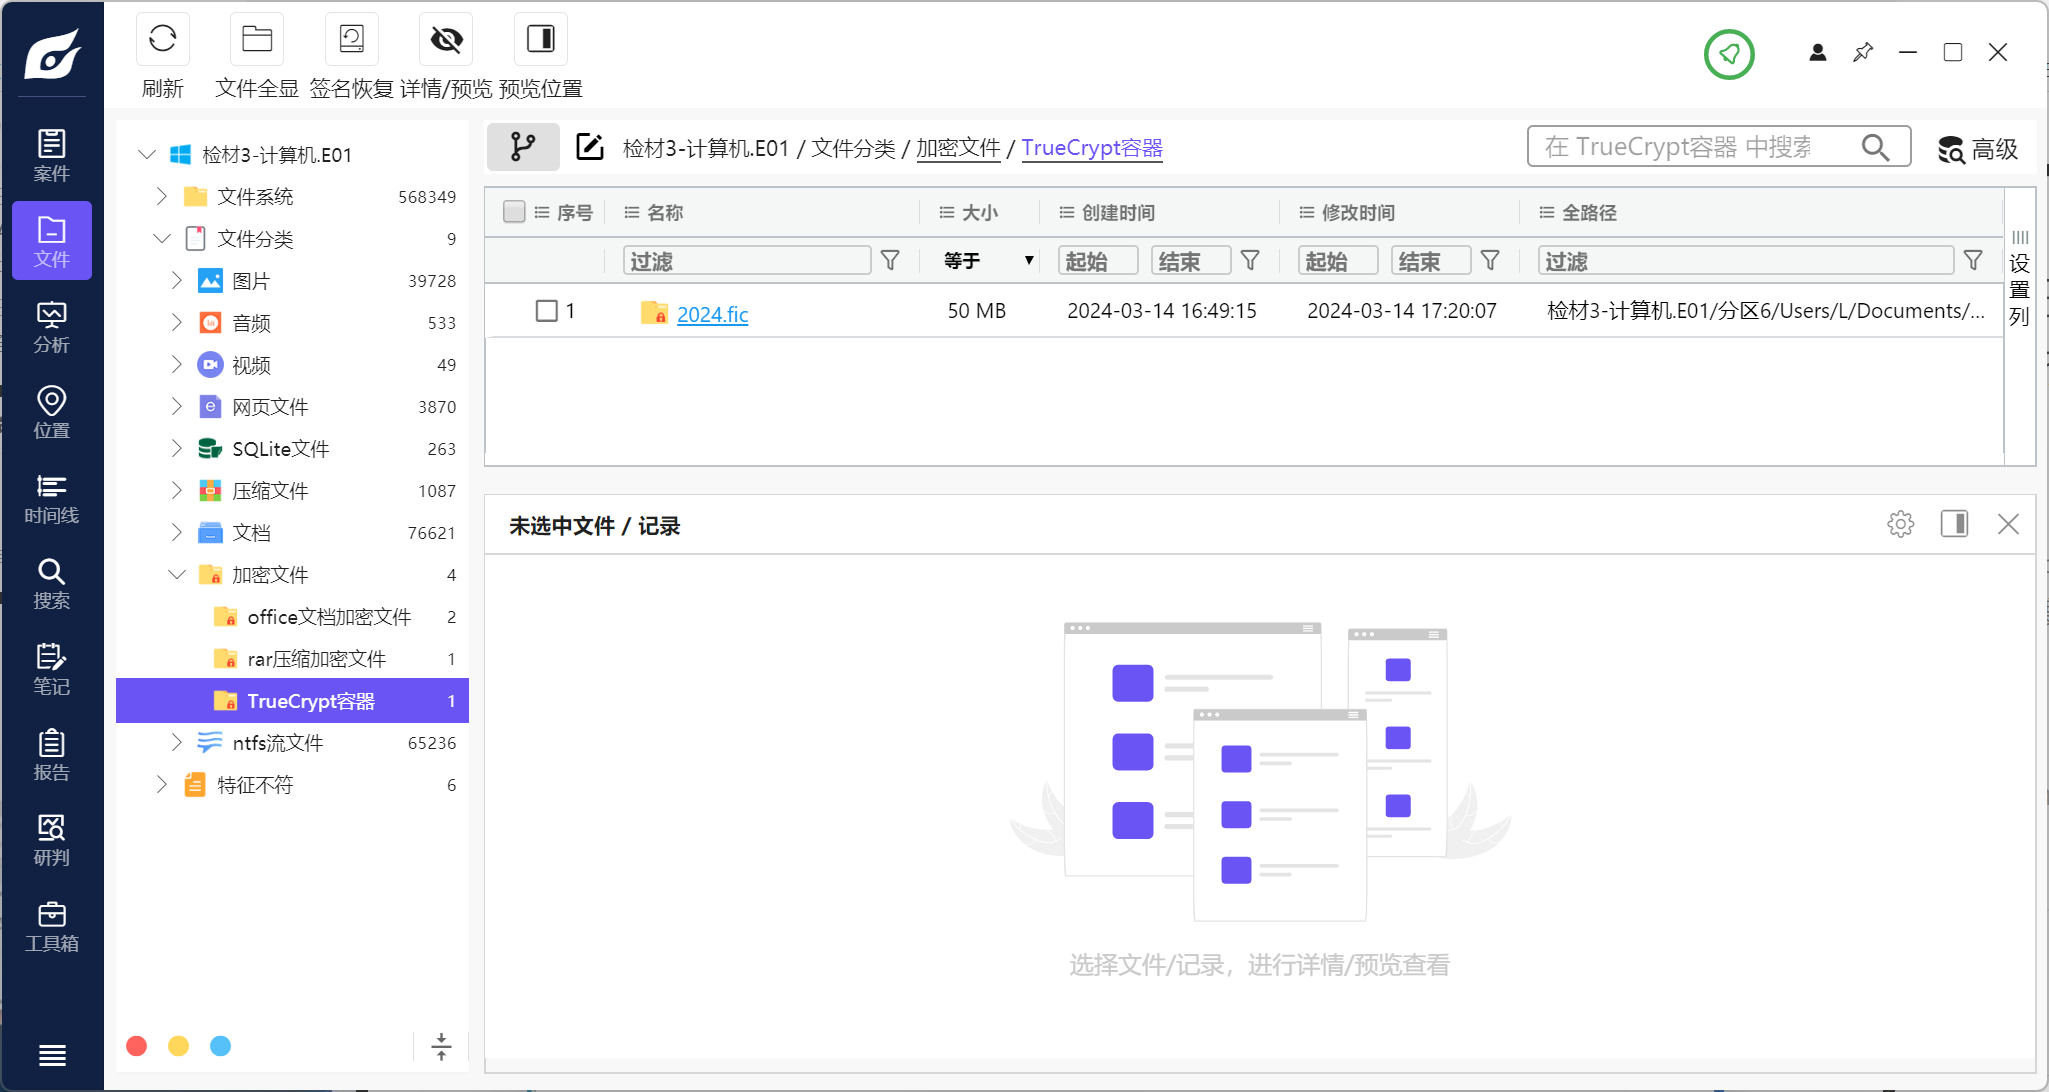 刷新
文件全显
签名恢复
详情/预览
预览位置
案件
文件
分析
位置
时间线
搜索
笔记
报告
研判
工具箱
检材3-计算机.E01
文件系统 568349
文件分类 9
图片 39728
音频 533
视频 49
网页文件 3870
SQLite文件 263
压缩文件 1087
文档 76621
加密文件 4
office文档加密文件 2
rar压缩加密文件 1
TrueCrypt容器 1
ntfs流文件 65236
特征不符 6
检材3-计算机.E01 / 文件分类 / 加密文件 / TrueCrypt容器
在 TrueCrypt容器 中搜索
高级
序号 名称 大小 创建时间 修改时间 全路径
过滤 等于 起始 结束 起始 结束 过滤
1 2024.fic 50 MB 2024-03-14 16:49:15 2024-03-14 17:20:07 检材3-计算机.E01/分区6/Users/L/Documents/...
设置列
未选中文件 / 记录
选择文件/记录，进行详情/预览查看